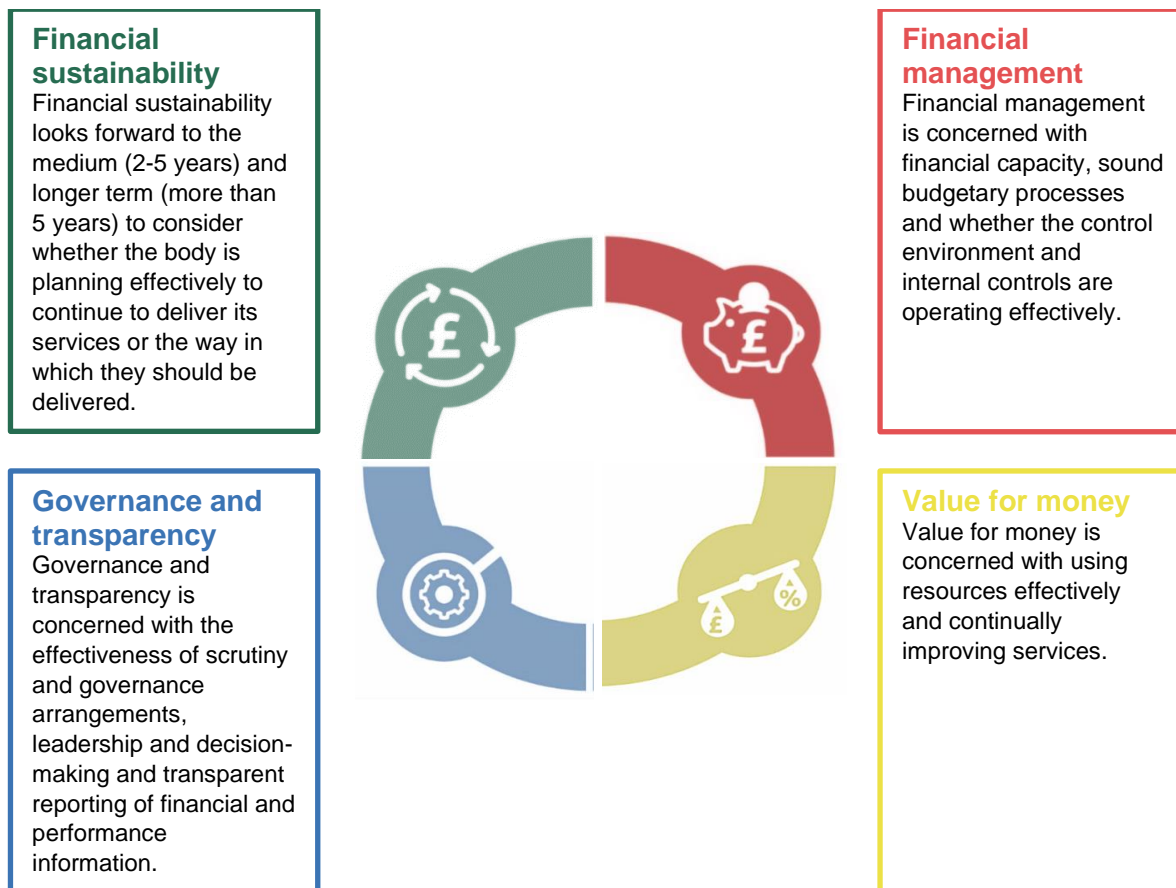 Financial
sustainability
Financial sustainability
looks forward to the
medium (2-5 years) and
longer term (more than
5 years) to consider
whether the body is
planning effectively to
continue to deliver its
services or the way in
which they should be
delivered.
Financial
management
Financial management
is concerned with
financial capacity, sound
budgetary processes
and whether the control
environment and
internal controls are
operating effectively.
£
£
Governance and
transparency
Governance and
transparency is
concerned with the
effectiveness of scrutiny
and governance
arrangements,
leadership and decision-
making and transparent
reporting of financial and
performance
information.
Value for money
Value for money is
concerned with using
resources effectively
and continually
improving services.
£
%